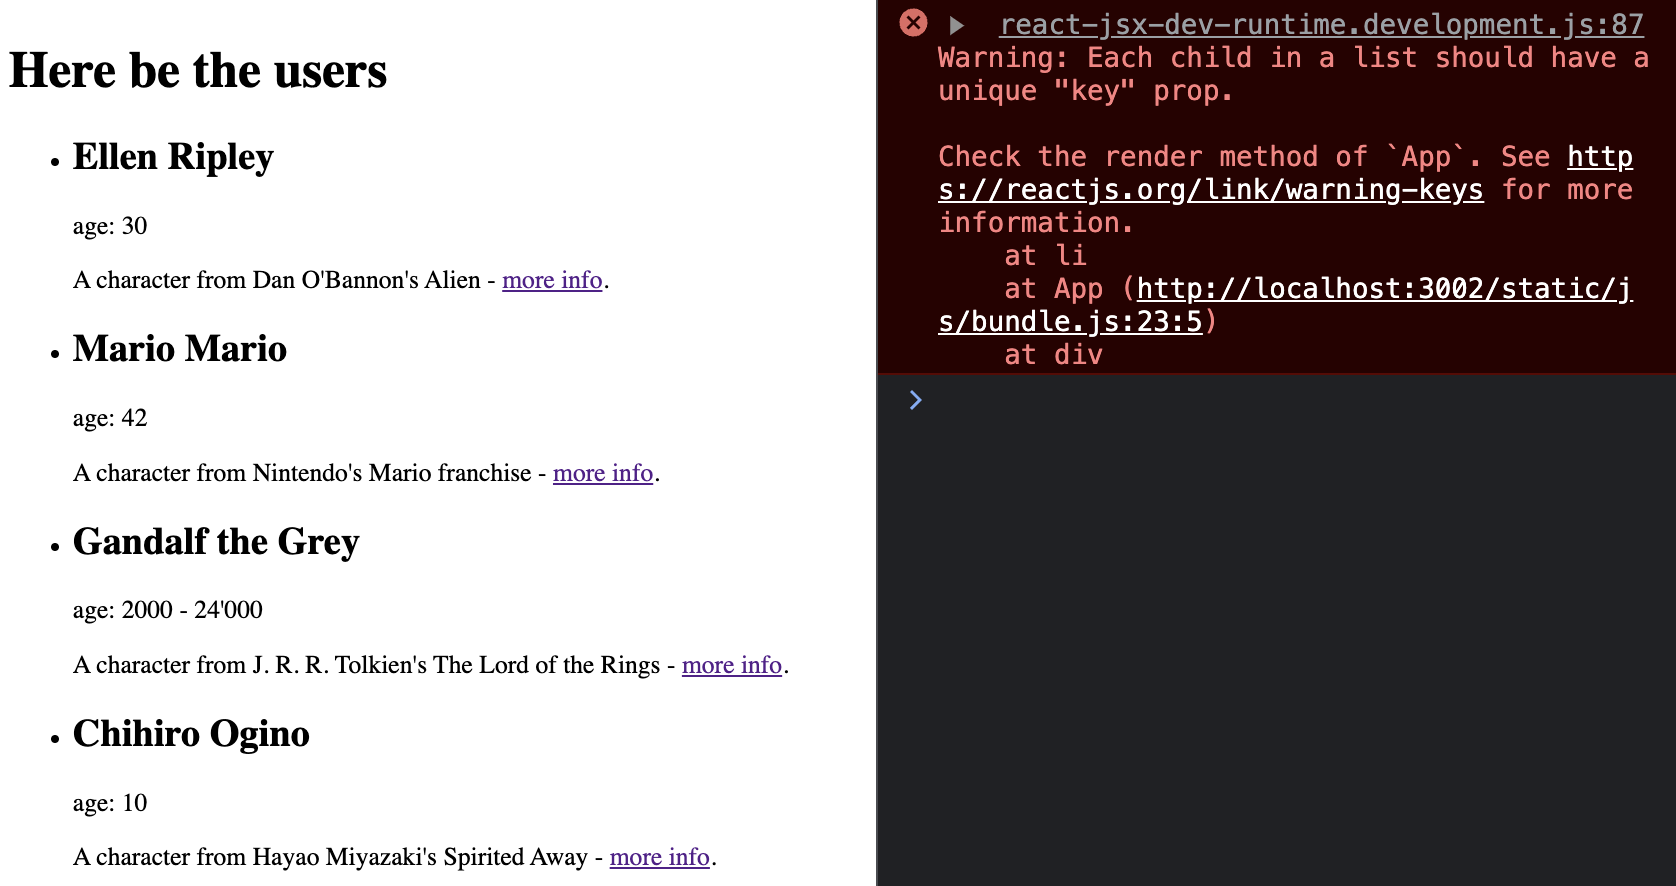 Here be the users
Ellen Ripley
age: 30
A character from Dan O'Bannon's Alien - more info.
Mario Mario
age: 42
A character from Nintendo's Mario franchise - more info.
Gandalf the Grey
age: 2000 - 24'000
A character from J. R. R. Tolkien's The Lord of the Rings - more info.
Chihiro Ogino
age: 10
A character from Hayao Miyazaki's Spirited Away - more info.
react-jsx-dev-runtime.development.js:87
Warning: Each child in a list should have a
unique "key" prop.
Check the render method of `App`. See http
s://reactjs.org/link/warning-keys for more
information.
at li
at App (http://localhost:3002/static/j
s/bundle.js:23:5)
at div